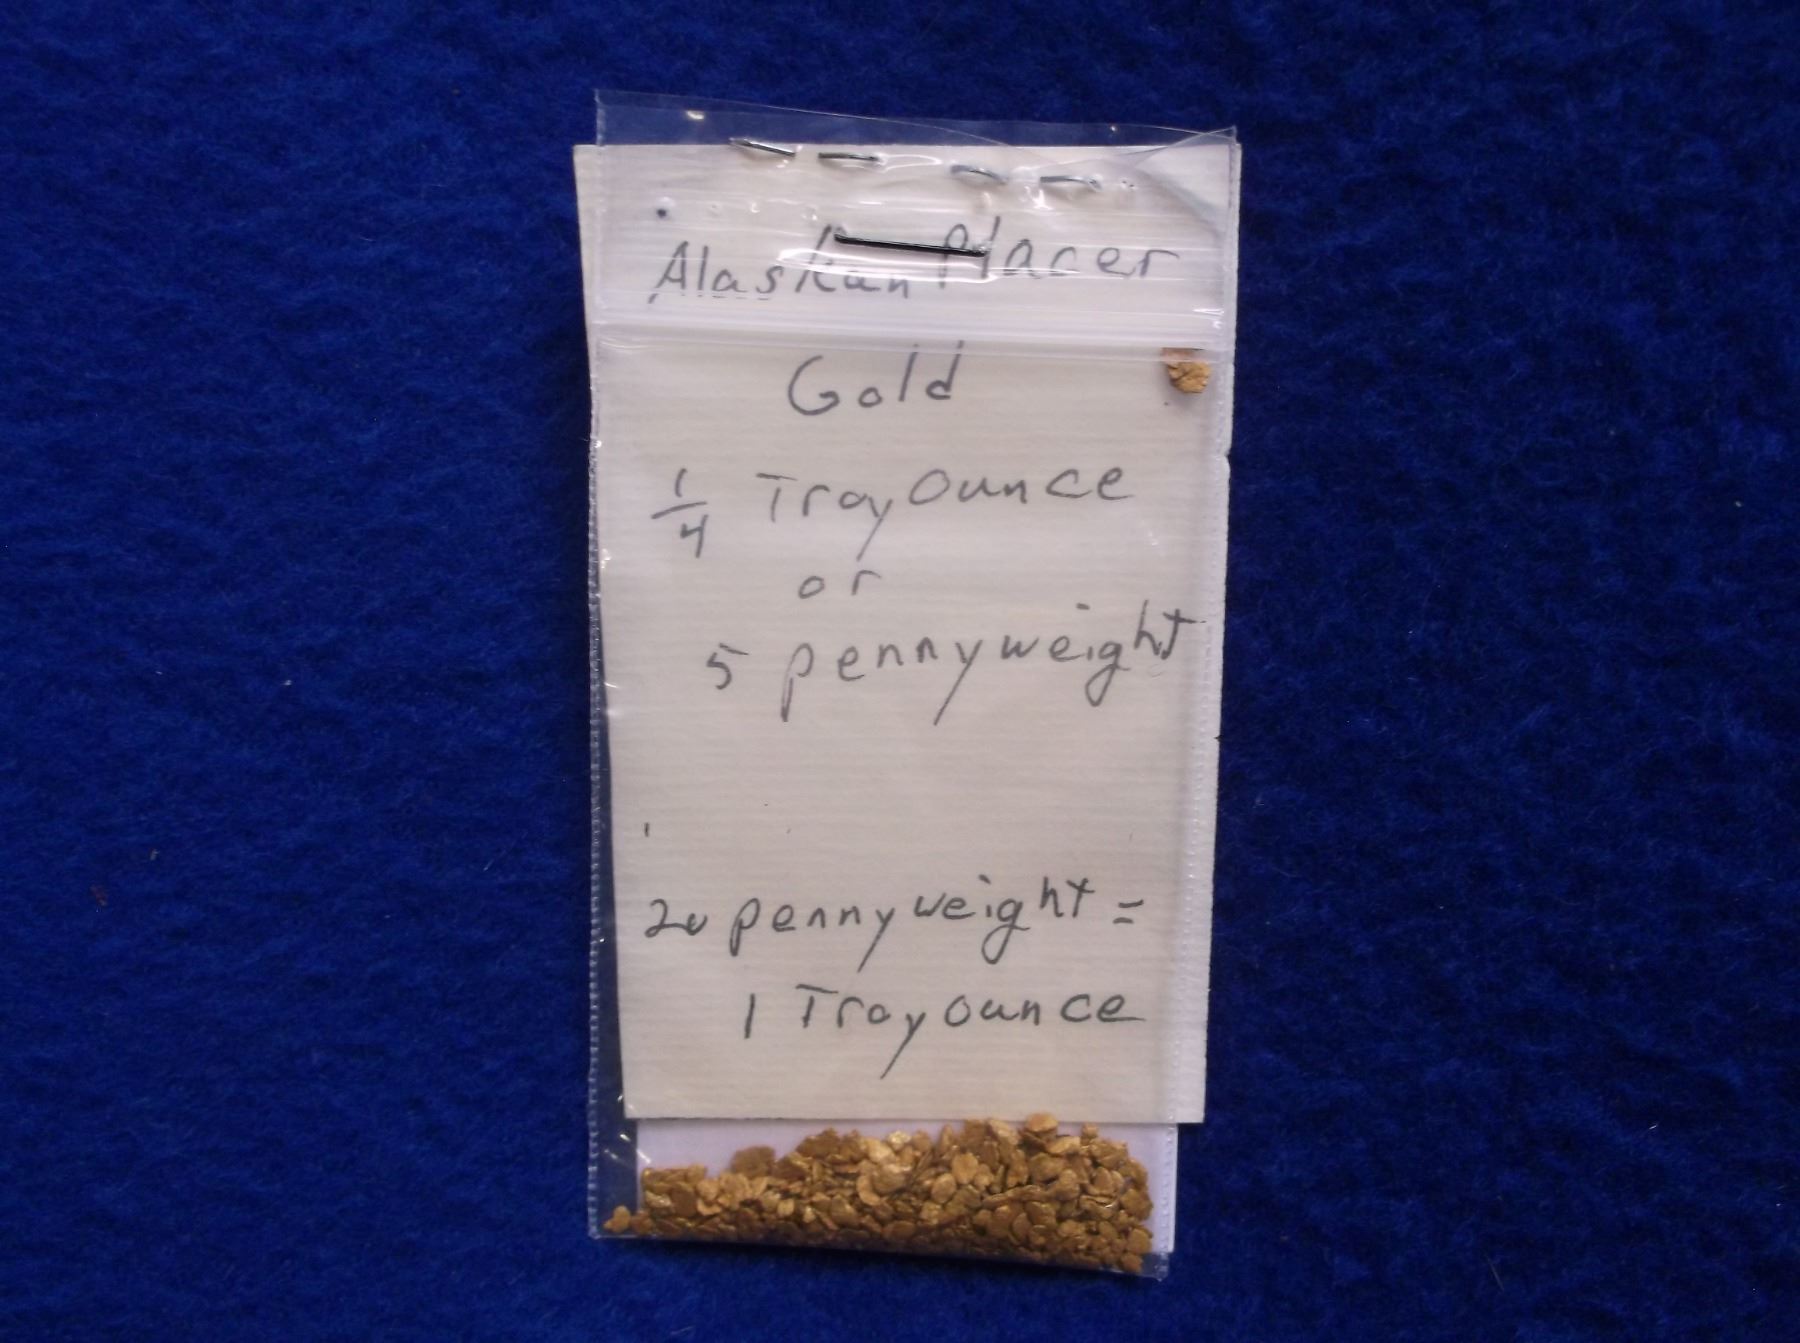 Alaskan Placer
Gold
1/4 Troy Ounce
or
5 pennyweight
20 pennyweight =
1 Troy ounce